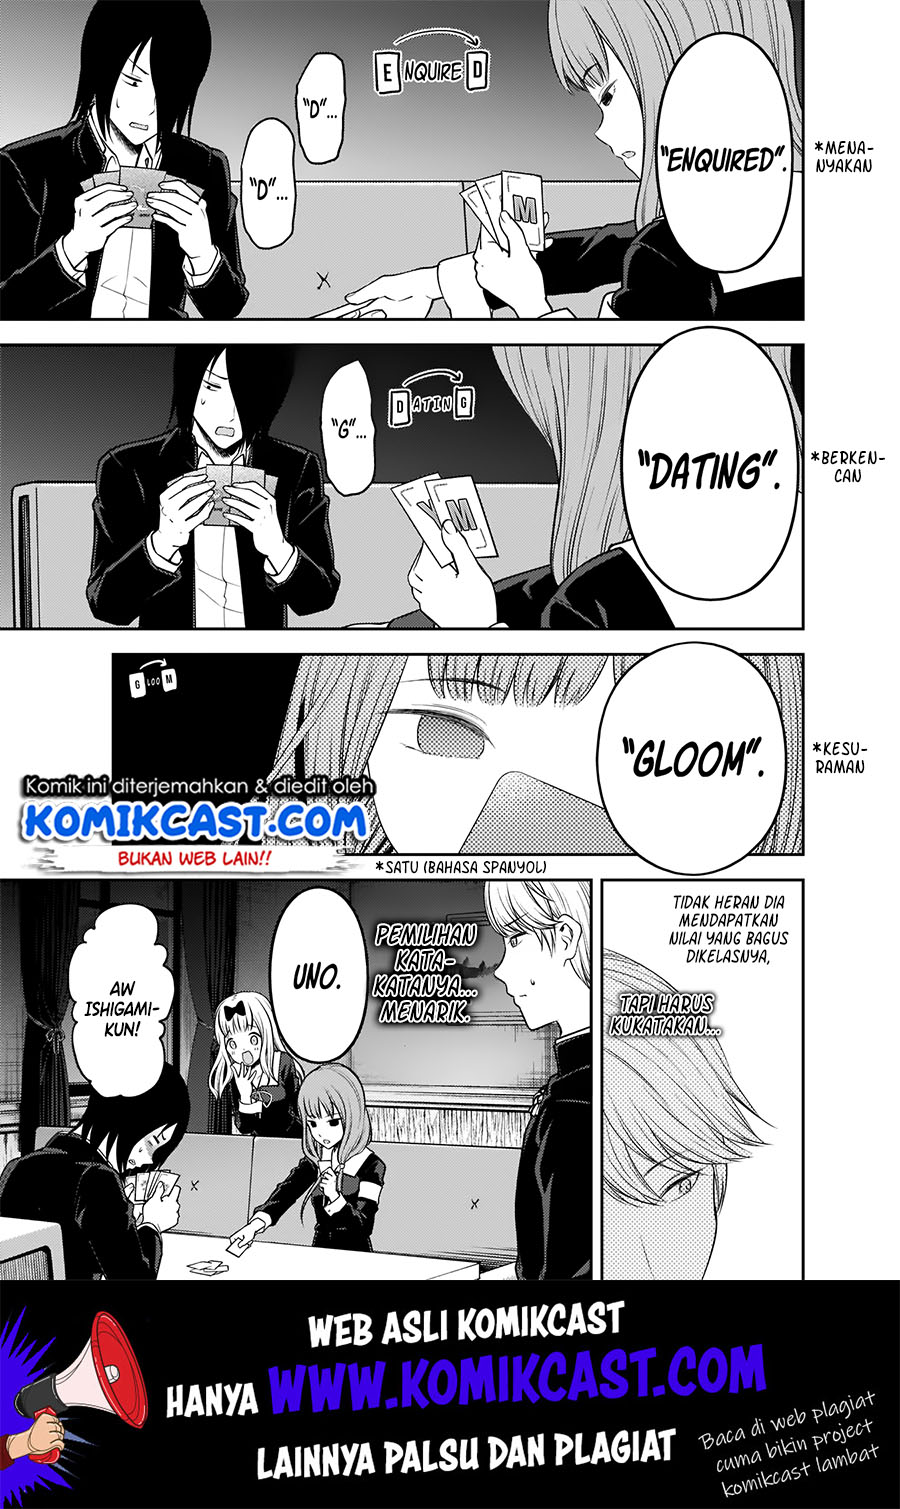 "ENQUIRED".
*MENA-
NYAKAN
ENQUIRED
"D"...
"D"...
M
"DATING".
*BERKEN-
CAN
DATING
"G"...
Y M
"GLOOM".
*KESU-
RAMAN
GLOOM
Komik ini diterjemahkan & diedit oleh
KOMIKCAST.COM
BUKAN WEB LAIN!!
*SATU (BAHASA SPANYOL)
TIDAK HERAN DIA
MENDAPATKAN
NILAI YANG BAGUS
DIKELASNYA,
TAPI HARUS
KUKATAKAN...
PEMILIHAN
KATA-
KATANYA...
MENARIK.
UNO.
AW
ISHIGAMI-
KUN!
WEB ASLI KOMIKCAST
HANYA WWW.KOMIKCAST.COM
LAINNYA PALSU DAN PLAGIAT
Baca di web plagiat
cuma bikin project
komikcast lambat